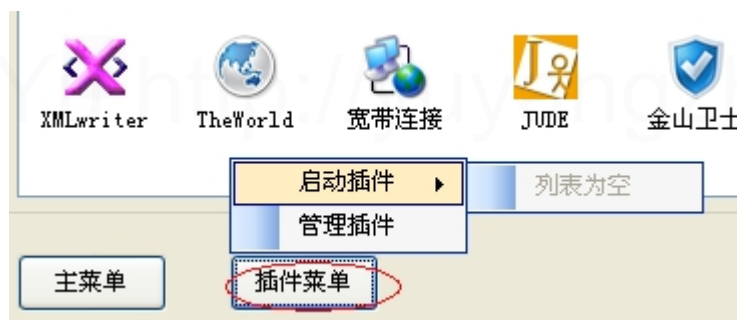 XMLwriter
TheWorld
宽带连接
JUDE
金山卫士
启动插件
列表为空
管理插件
主菜单
插件菜单